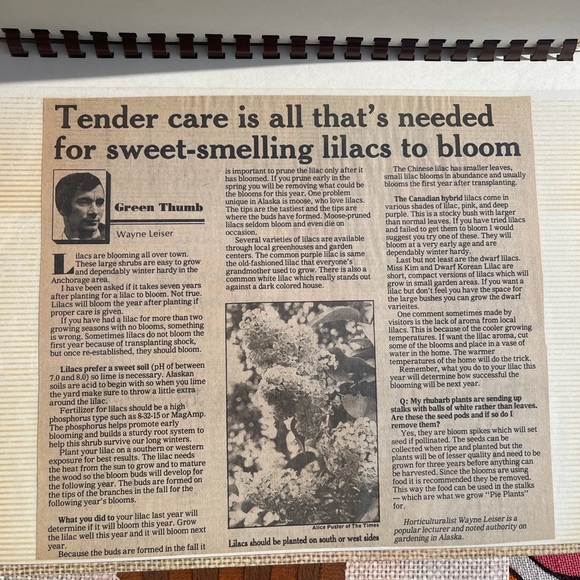 Tender care is all that's needed
for sweet-smelling lilacs to bloom
Green Thumb
Wayne Leiser
Lilacs are blooming all over town.
These large shrubs are easy to grow
and dependably winter hardy in the
Anchorage area.
I have been asked if it takes seven years
after planting for a lilac to bloom. Not true.
Lilacs will bloom the year after planting if
proper care is given.
If you have had a lilac for more than two
growing seasons with no blooms, something
is wrong. Sometimes lilacs do not bloom the
first year because of transplanting shock,
but once re-established, they should bloom.
Lilacs prefer a sweet soil (pH of between
7.0 and 8.0) so lime is necessary. Alaskan
soils are acid to begin with so when you lime
the yard make sure to throw a little extra
around the lilac.
Fertilizer for lilacs should be a high
phosphorus type such as 8-32-15 or MagAmp.
The phosphorus helps promote early
blooming and builds a sturdy root system to
help this shrub survive our long winters.
Plant your lilac on a southern or western
exposure for best results. The lilac needs
the heat from the sun to grow and to mature
the wood so the bloom buds will develop for
the following year. The buds are formed on
the tips of the branches in the fall for the
following year's blooms.
What you did to your lilac last year will
determine if it will bloom this year. Grow
the lilac well this year and it will bloom next
year.
Because the buds are formed in the fall it
is important to prune the lilac only after it
has bloomed. If you prune early in the
spring you will be removing what could be
the blooms for this year. One problem
unique in Alaska is moose, who love lilacs.
The tips are the tastiest and the tips are
where the buds have formed. Moose-pruned
lilacs seldom bloom and even die on
occasion.
Several varieties of lilacs are available
through local greenhouses and garden
centers. The common purple lilac is same
the old-fashioned lilac that everyone's
grandmother used to grow. There is also a
common white lilac which really stands out
against a dark colored house.
Alice Puster of The Times
Lilacs should be planted on south or west sides
The Chinese lilac has smaller leaves,
small lilac blooms in abundance and usually
blooms the first year after transplanting.
The Canadian hybrid lilacs come in
various shades of lilac, pink, and deep
purple. This is a stocky bush with larger
than normal leaves. If you have tried lilacs
and failed to get them to bloom I would
suggest you try one of these. They will
bloom at a very early age and are
dependably winter hardy.
Last but not least are the dwarf lilacs.
Miss Kim and Dwarf Korean Lilac are
short, compact versions of lilacs which will
grow in small garden areas. If you want a
lilac but don't feel you have the space for
the large bushes you can grow the dwarf
varieites.
One comment sometimes made by
visitors is the lack of aroma from local
lilacs. This is because of the cooler growing
temperatures. If want the lilac aroma, cut
some of the blooms and place in a vase of
water in the home. The warmer
temperatures of the home will do the trick.
Remember, what you do to your lilac this
year will determine how successful the
blooming will be next year.
Q: My rhubarb plants are sending up
stalks with balls of white rather than leaves.
Are these the seed pods and if so do I
remove them?
Yes, they are bloom spikes which will set
seed if pollinated. The seeds can be
collected when ripe and planted but the
plants will be of lesser quality and need to be
grown for three years before anything can
be harvested. Since the blooms are using
food it is recommended they be removed.
This way the food can be used in the stalks
— which are what we grow "Pie Plants"
for.
Horticulturalist Wayne Leiser is a
popular lecturer and noted authority on
gardening in Alaska.